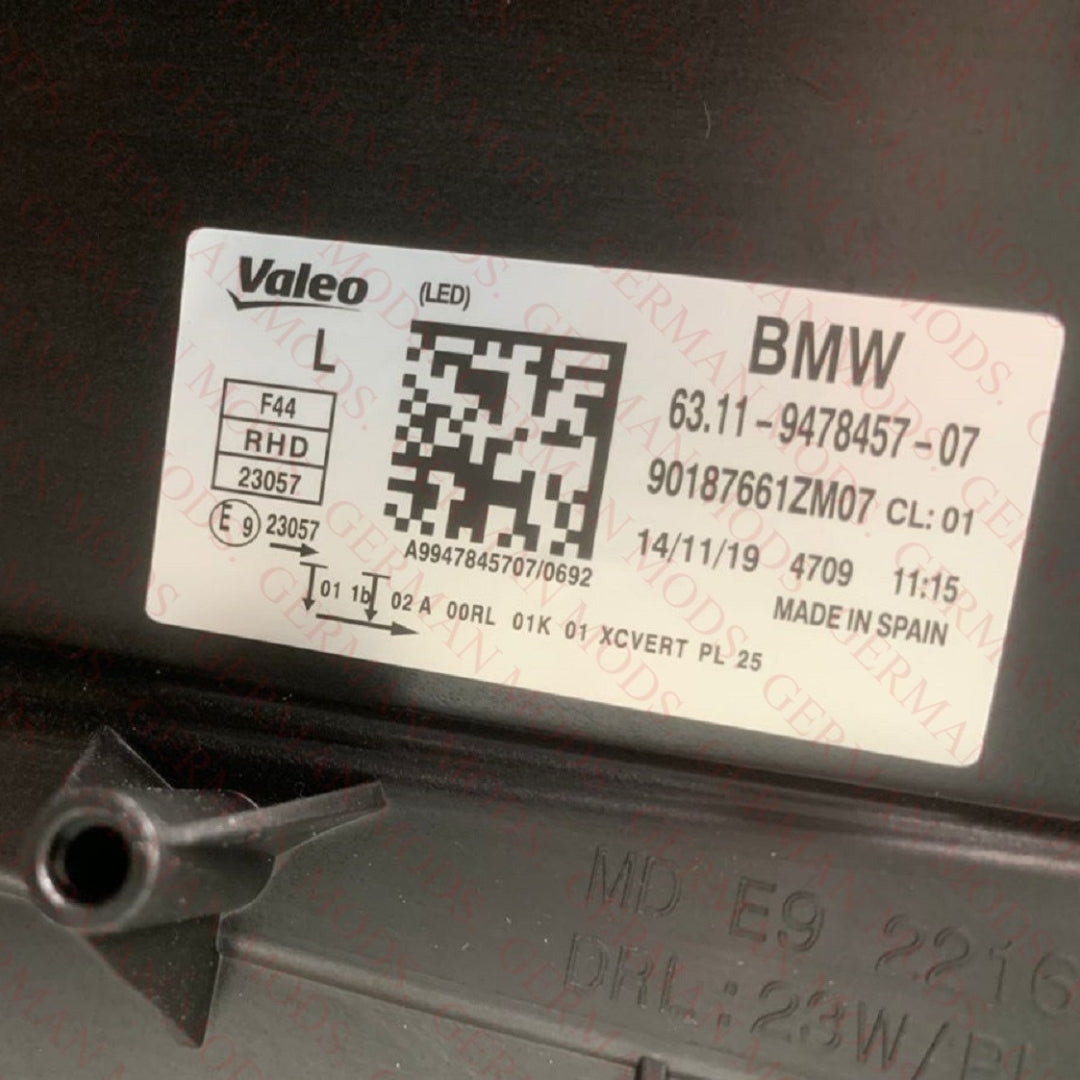 Valeo (LED)
L
F44
RHD
23057
E 9 23057
01 1b 02 A 00RL 01K 01 XCVERT PL 25
A9947845707/0692
BMW
63.11-9478457-07
90187661ZM07 CL: 01
14/11/19 4709 11:15
MADE IN SPAIN
MD E9 2216
DRL:23W/
GERMAN MODS.